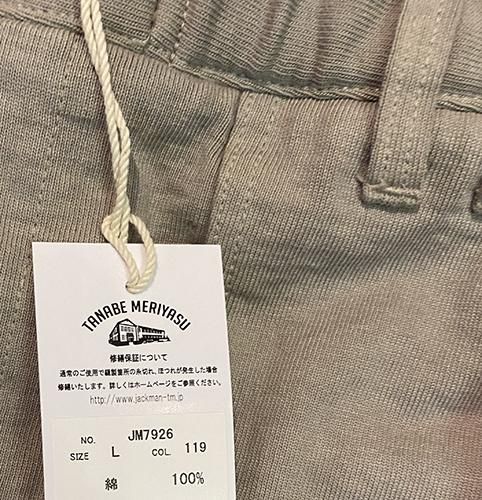 TANABE MERIYASU
修繕保証について
通常のご使用で縫製箇所の糸切れ、ほつれが発生した場合
修繕いたします。詳しくはホームページをご参照ください。
http://www.jackman-tm.jp
NO. JM7926
SIZE L COL. 119
綿 100%